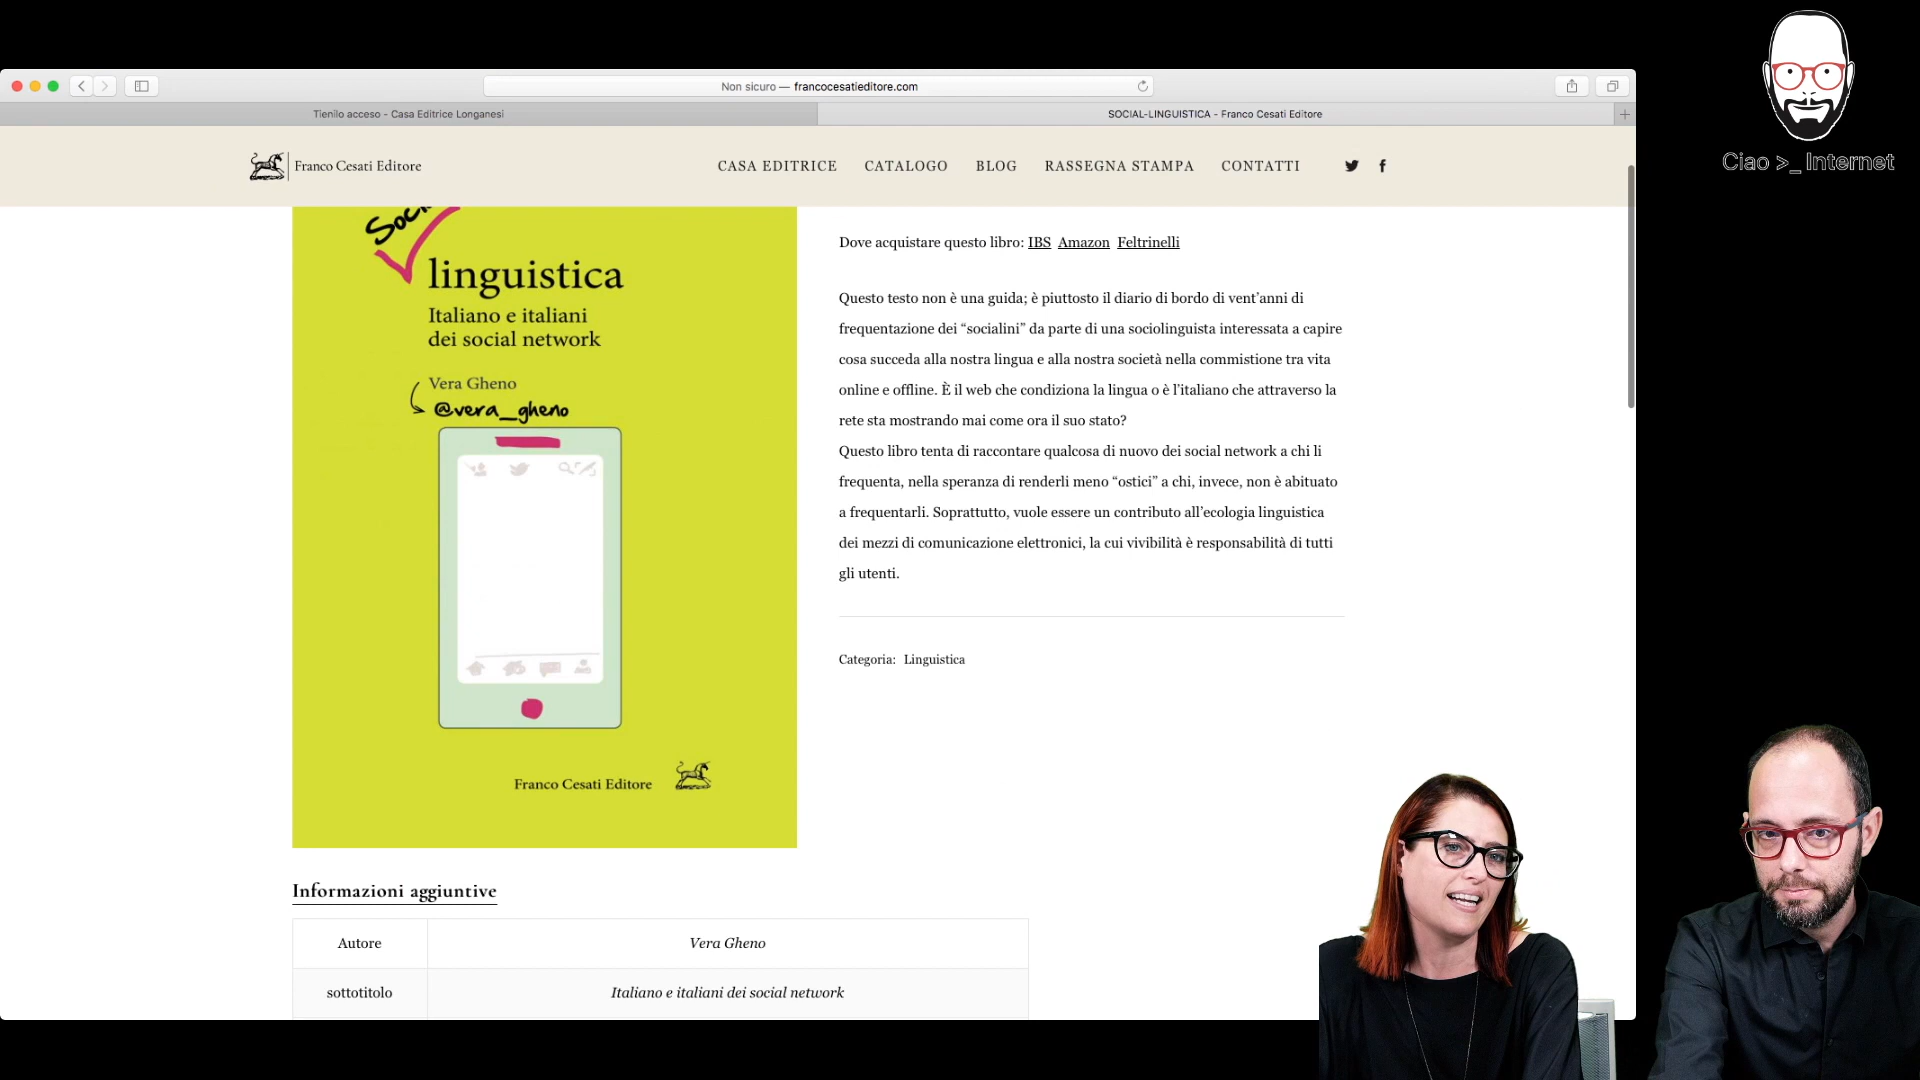 Non sicuro — francocesatieditore.com
Tienilo acceso - Casa Editrice Longanesi
SOCIAL-LINGUISTICA - Franco Cesati Editore
+
Franco Cesati Editore
CASA EDITRICE CATALOGO BLOG RASSEGNA STAMPA CONTATTI
Ciao >_ Internet
linguistica
Italiano e italiani
dei social network
Vera Gheno
@vera_gheno
Franco Cesati Editore
Dove acquistare questo libro: IBS Amazon Feltrinelli
Questo testo non è una guida; è piuttosto il diario di bordo di vent’anni di
frequentazione dei “socialini” da parte di una sociolinguista interessata a capire
cosa succeda alla nostra lingua e alla nostra società nella commistione tra vita
online e offline. È il web che condiziona la lingua o è l’italiano che attraverso la
rete sta mostrando mai come ora il suo stato?
Questo libro tenta di raccontare qualcosa di nuovo dei social network a chi li
frequenta, nella speranza di renderli meno “ostici” a chi, invece, non è abituato
a frequentarli. Soprattutto, vuole essere un contributo all’ecologia linguistica
dei mezzi di comunicazione elettronici, la cui vivibilità è responsabilità di tutti
gli utenti.
Categoria: Linguistica
Informazioni aggiuntive
Autore Vera Gheno
sottotitolo Italiano e italiani dei social network